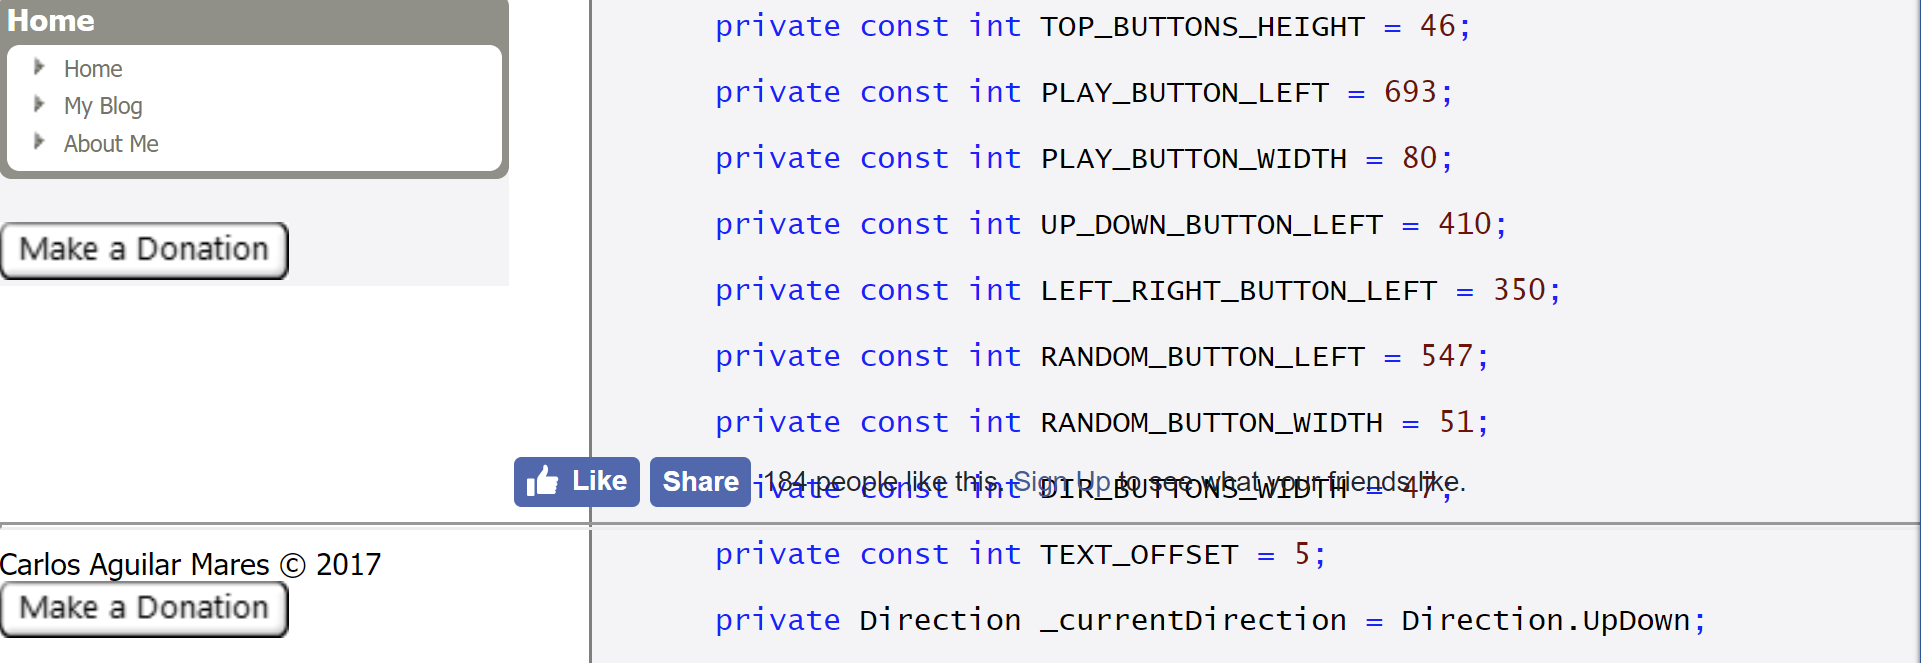 Home
Home
My Blog
About Me
Make a Donation
private const int TOP_BUTTONS_HEIGHT = 46;
private const int PLAY_BUTTON_LEFT = 693;
private const int PLAY_BUTTON_WIDTH = 80;
private const int UP_DOWN_BUTTON_LEFT = 410;
private const int LEFT_RIGHT_BUTTON_LEFT = 350;
private const int RANDOM_BUTTON_LEFT = 547;
private const int RANDOM_BUTTON_WIDTH = 51;
Like Share 184 people like this. Sign Up to see what your friends like.
private const int DIR_BUTTONS_WIDTH = 47;
private const int TEXT_OFFSET = 5;
private Direction _currentDirection = Direction.UpDown;
Carlos Aguilar Mares © 2017
Make a Donation